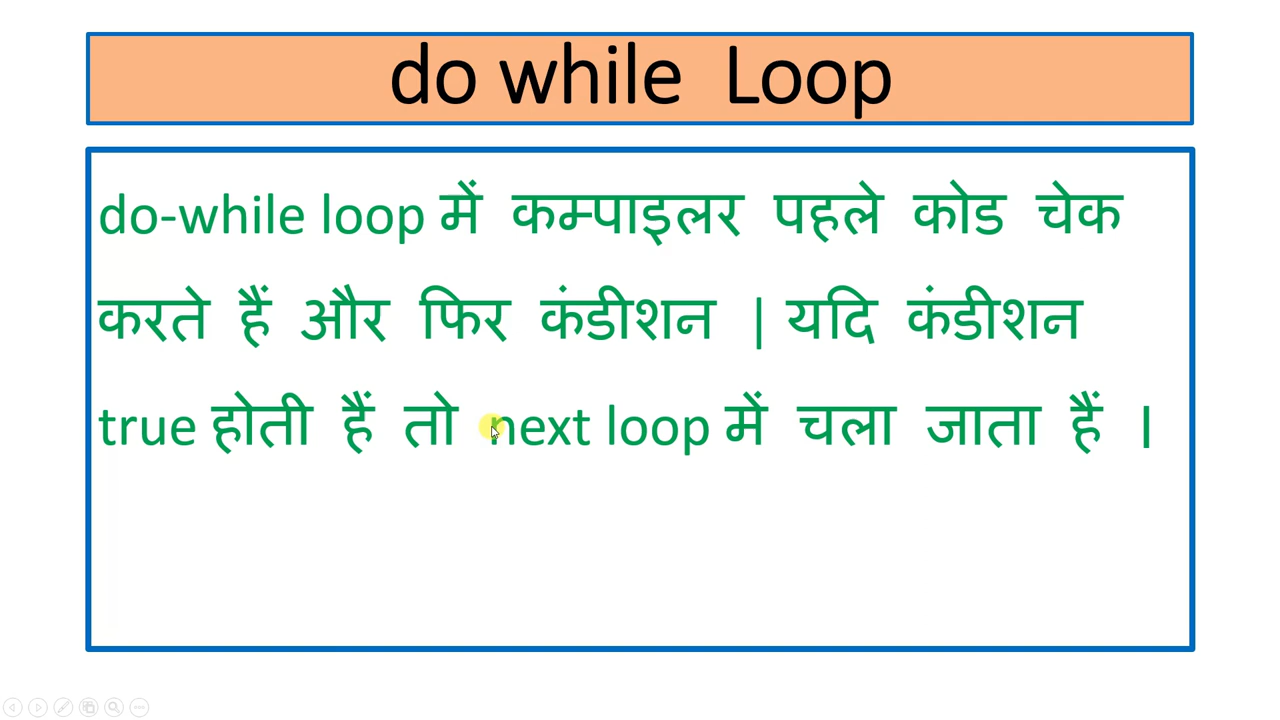 do while Loop
do-while loop में कम्पाइलर पहले कोड चेक
करते हैं और फिर कंडीशन | यदि कंडीशन
true होती हैं तो next loop में चला जाता हैं ।